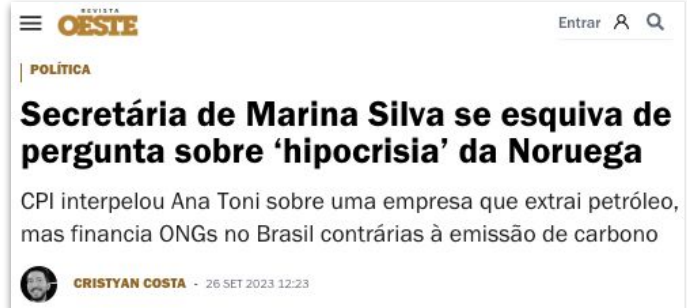 REVISTA
OESTE
Entrar
POLÍTICA
Secretária de Marina Silva se esquiva de
pergunta sobre ‘hipocrisia’ da Noruega
CPI interpelou Ana Toni sobre uma empresa que extrai petróleo,
mas financia ONGs no Brasil contrárias à emissão de carbono
CRISTYAN COSTA - 26 SET 2023 12:23